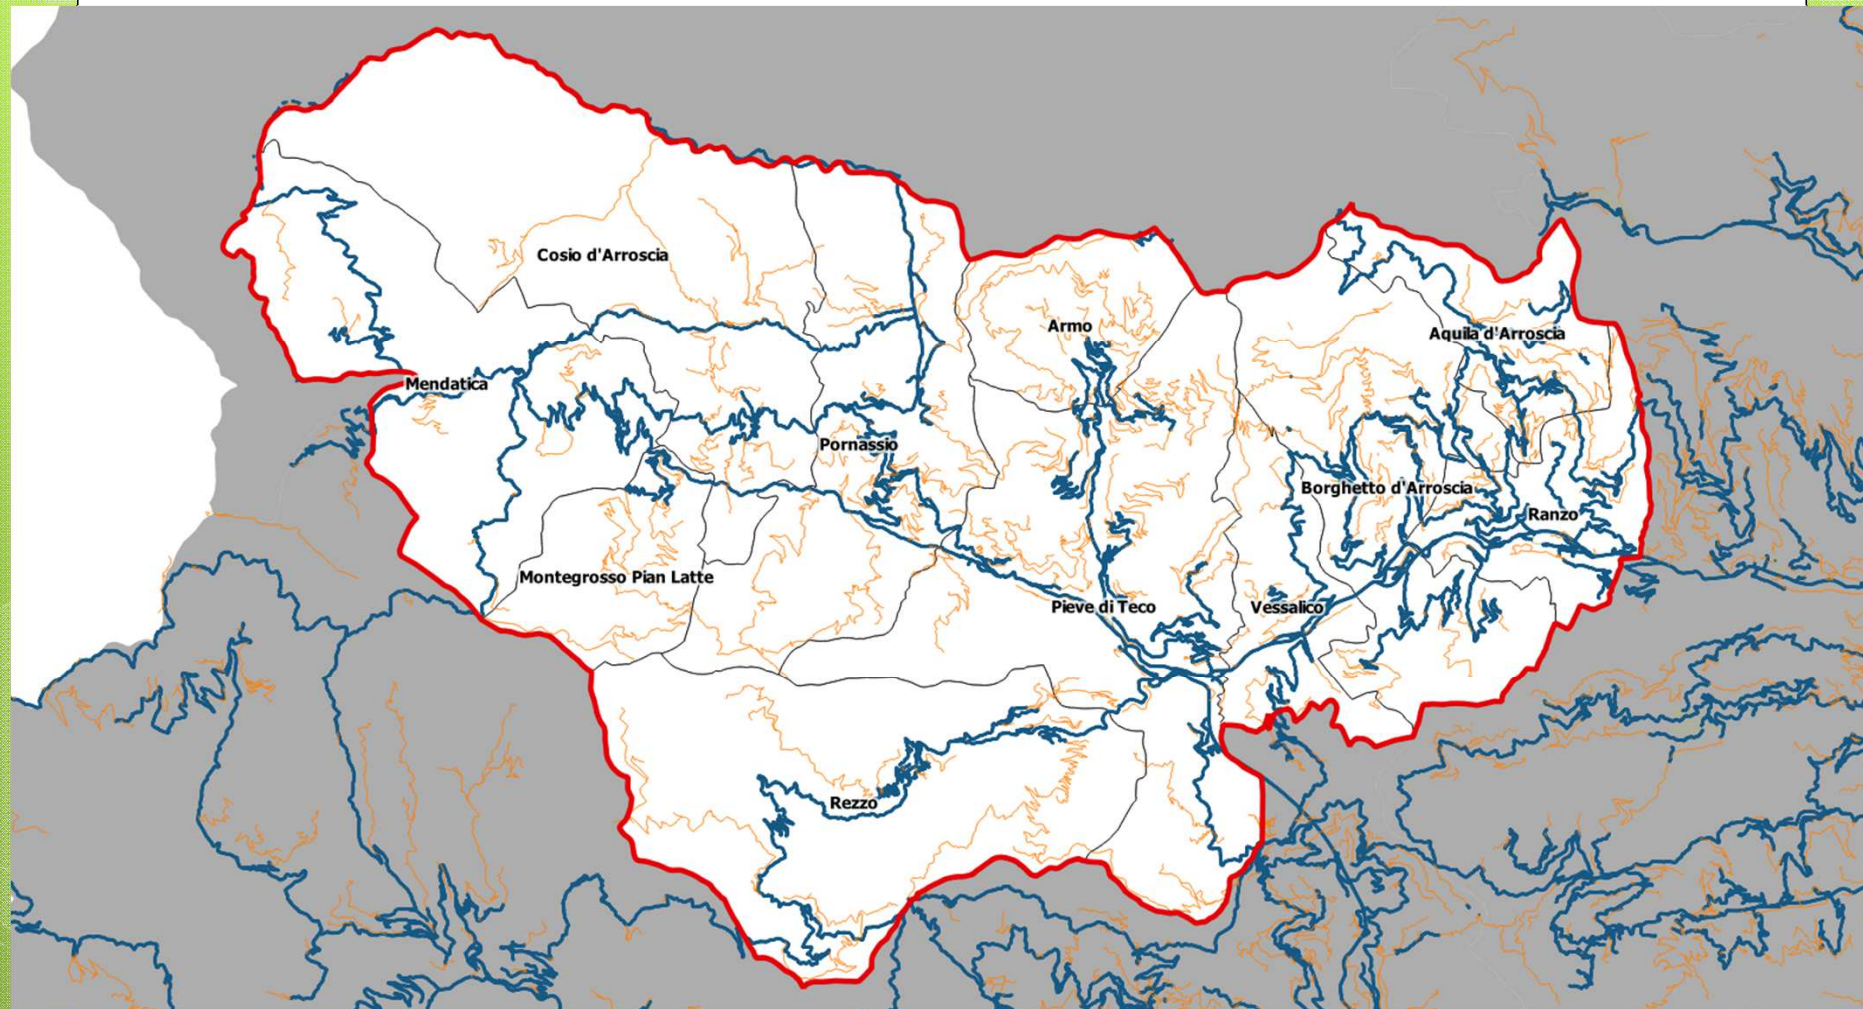 Cosio d'Arroscia
Armo
Aquila d'Arroscia
Mendatica
Pornassio
Borghetto d'Arroscia
Ranzo
Montegrosso Pian Latte
Pieve di Teco
Vessalico
Rezzo